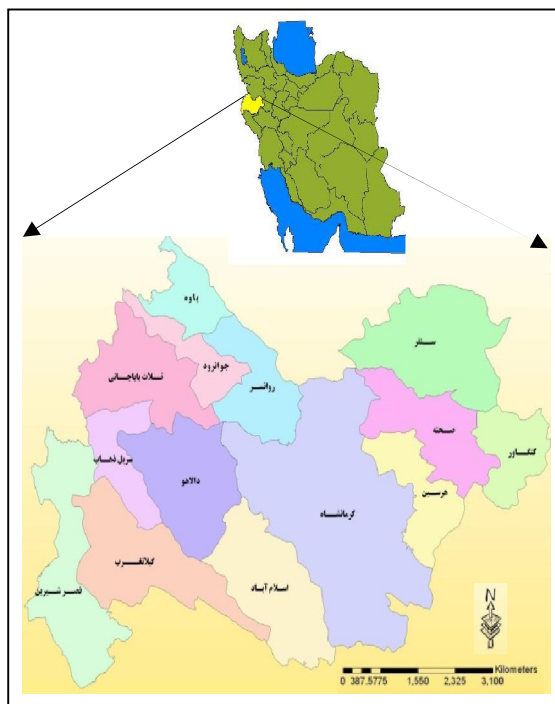 پاوه
سنقر
جوانرود
روانسر
ثلاث باباجانی
صحنه
کنگاور
سرپل ذهاب
دالاهو
هرسین
کرمانشاه
گیلانغرب
اسلام آباد
قصر شیرین
N
Kilometers
0 387.5775 1,550 2,325 3,100